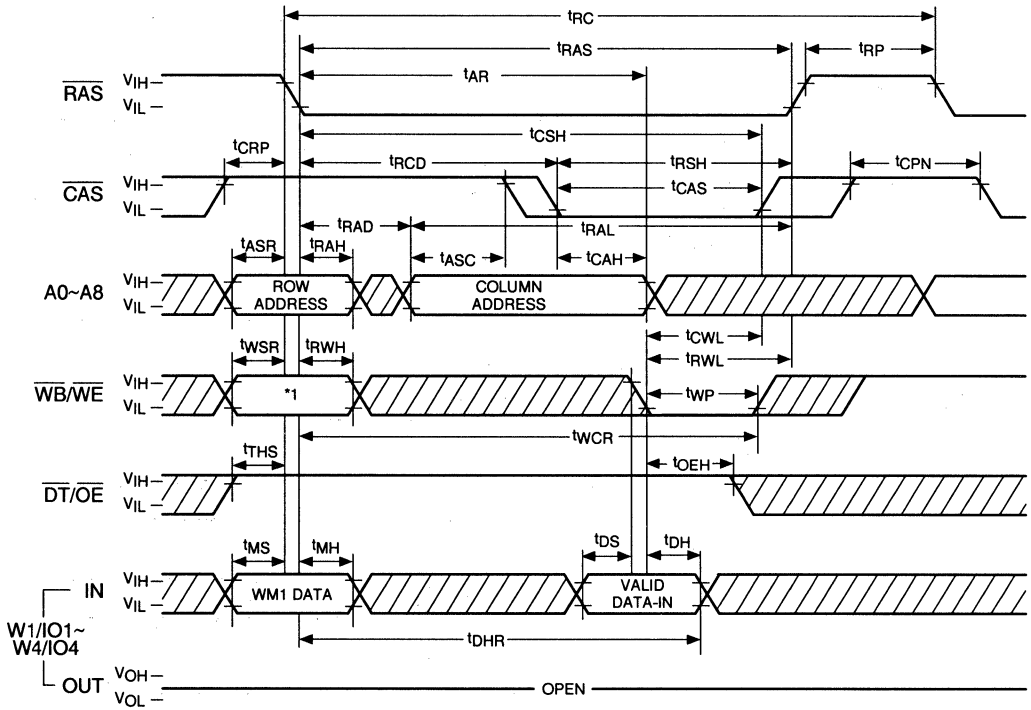 tRC
tRAS
tRP
tAR
RAS
VIH
VIL
tCSH
tCRP
tRCD
tRSH
tCPN
CAS
VIH
VIL
tCAS
tRAD
tRAL
tASR
tRAH
tASC
tCAH
A0~A8
VIH
VIL
ROW ADDRESS
COLUMN ADDRESS
tCWL
tWSR
tRWH
tRWL
WB/WE
VIH
VIL
*1
tWP
tWCR
tTHS
tOEH
DT/OE
VIH
VIL
tMS
tMH
tDS
tDH
IN
VIH
VIL
WM1 DATA
VALID DATA-IN
W1/IO1~
W4/IO4
tDHR
OUT
VOH
VOL
OPEN